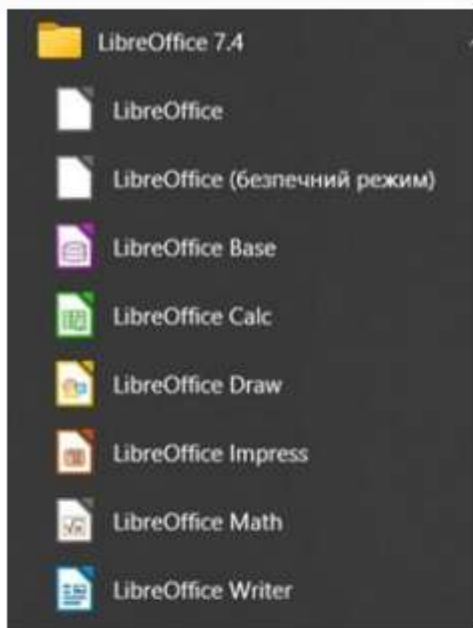 LibreOffice 7.4
LibreOffice
LibreOffice (безпечний режим)
LibreOffice Base
LibreOffice Calc
LibreOffice Draw
LibreOffice Impress
LibreOffice Math
LibreOffice Writer